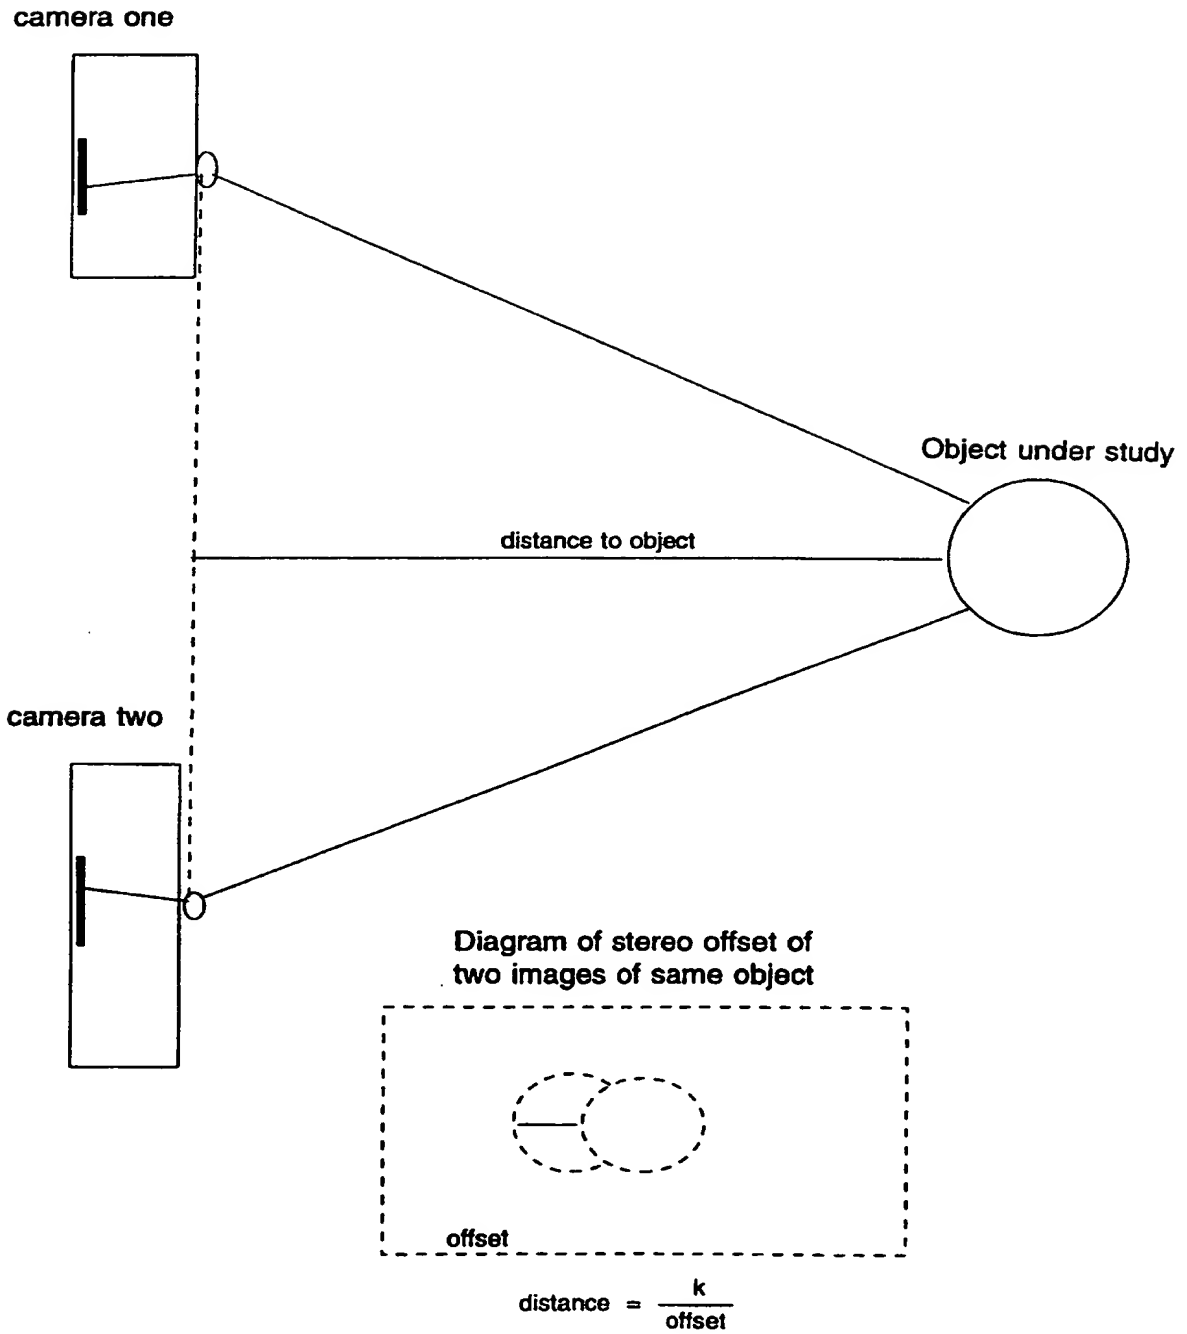 camera one
Object under study
distance to object
camera two
Diagram of stereo offset of
two images of same object
offset
distance = k
offset